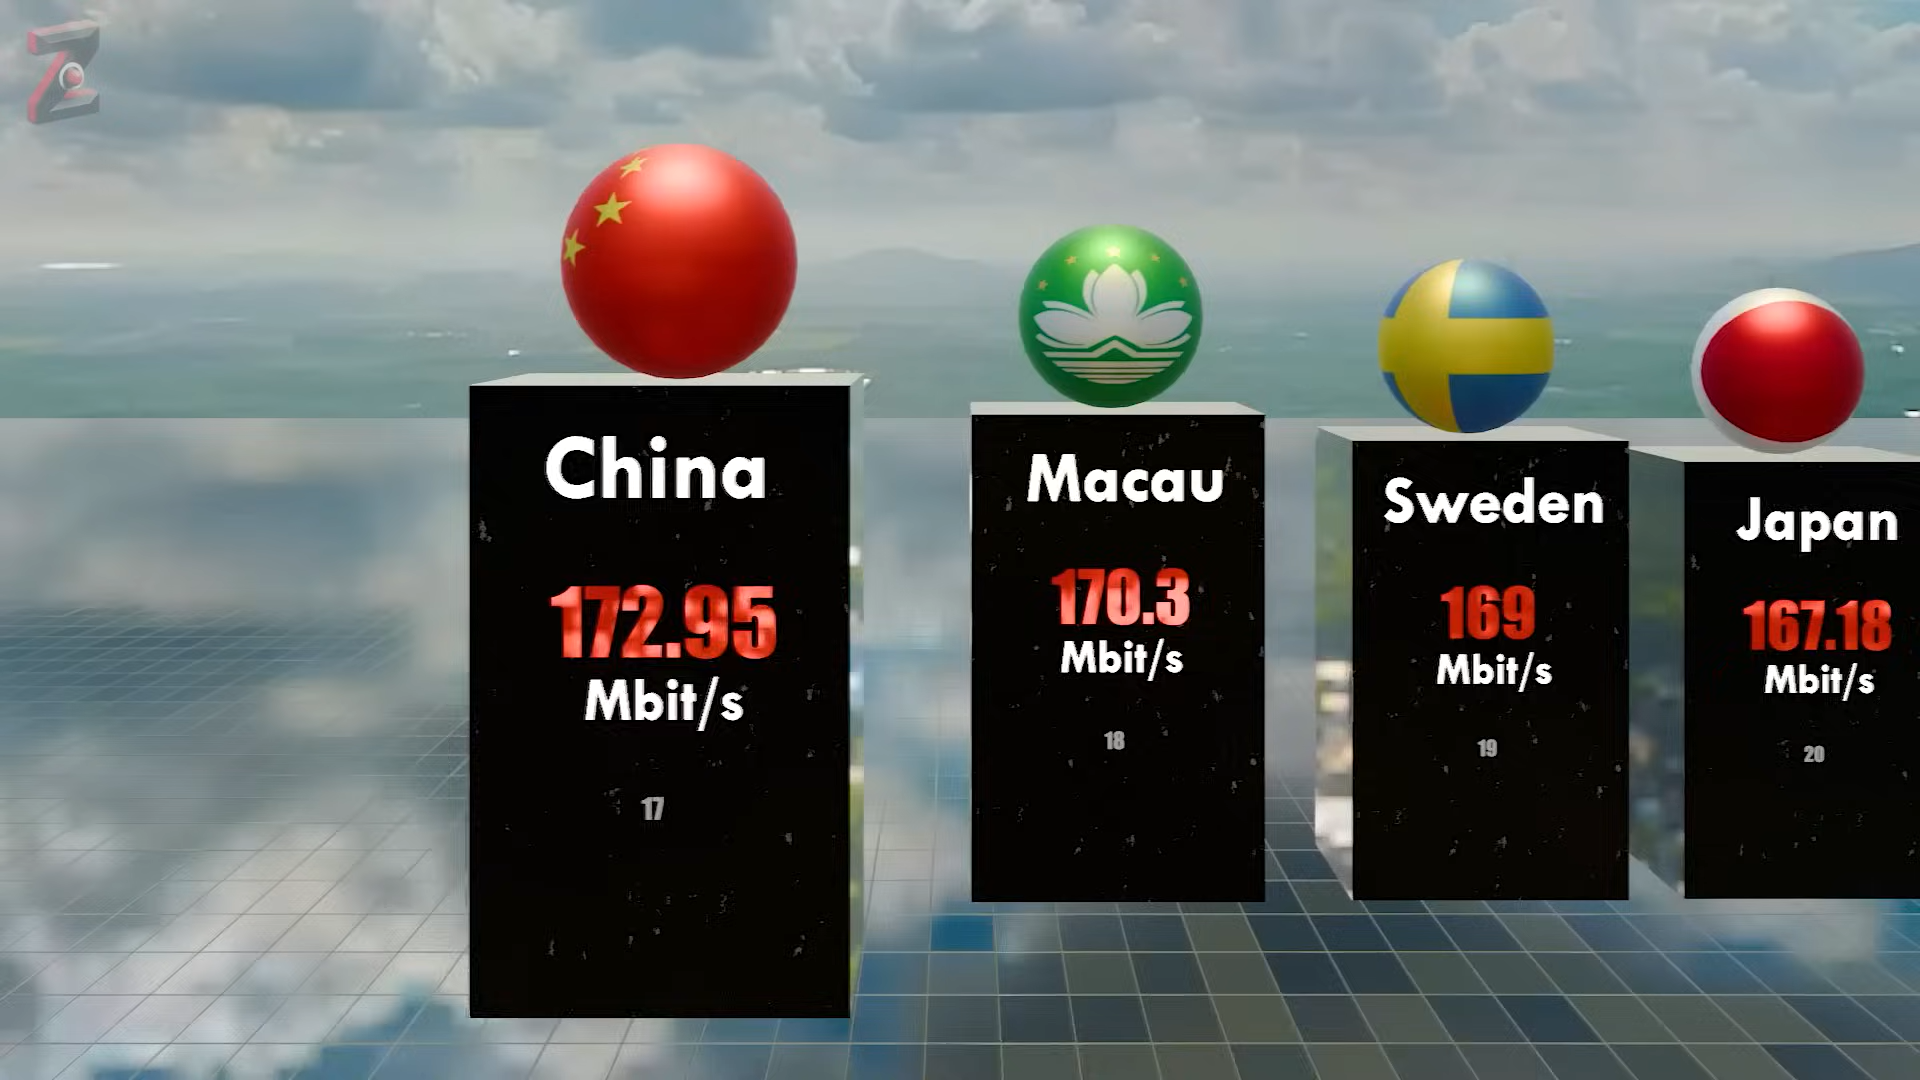 China
172.95
Mbit/s
17
Macau
170.3
Mbit/s
18
Sweden
169
Mbit/s
19
Japan
167.18
Mbit/s
20